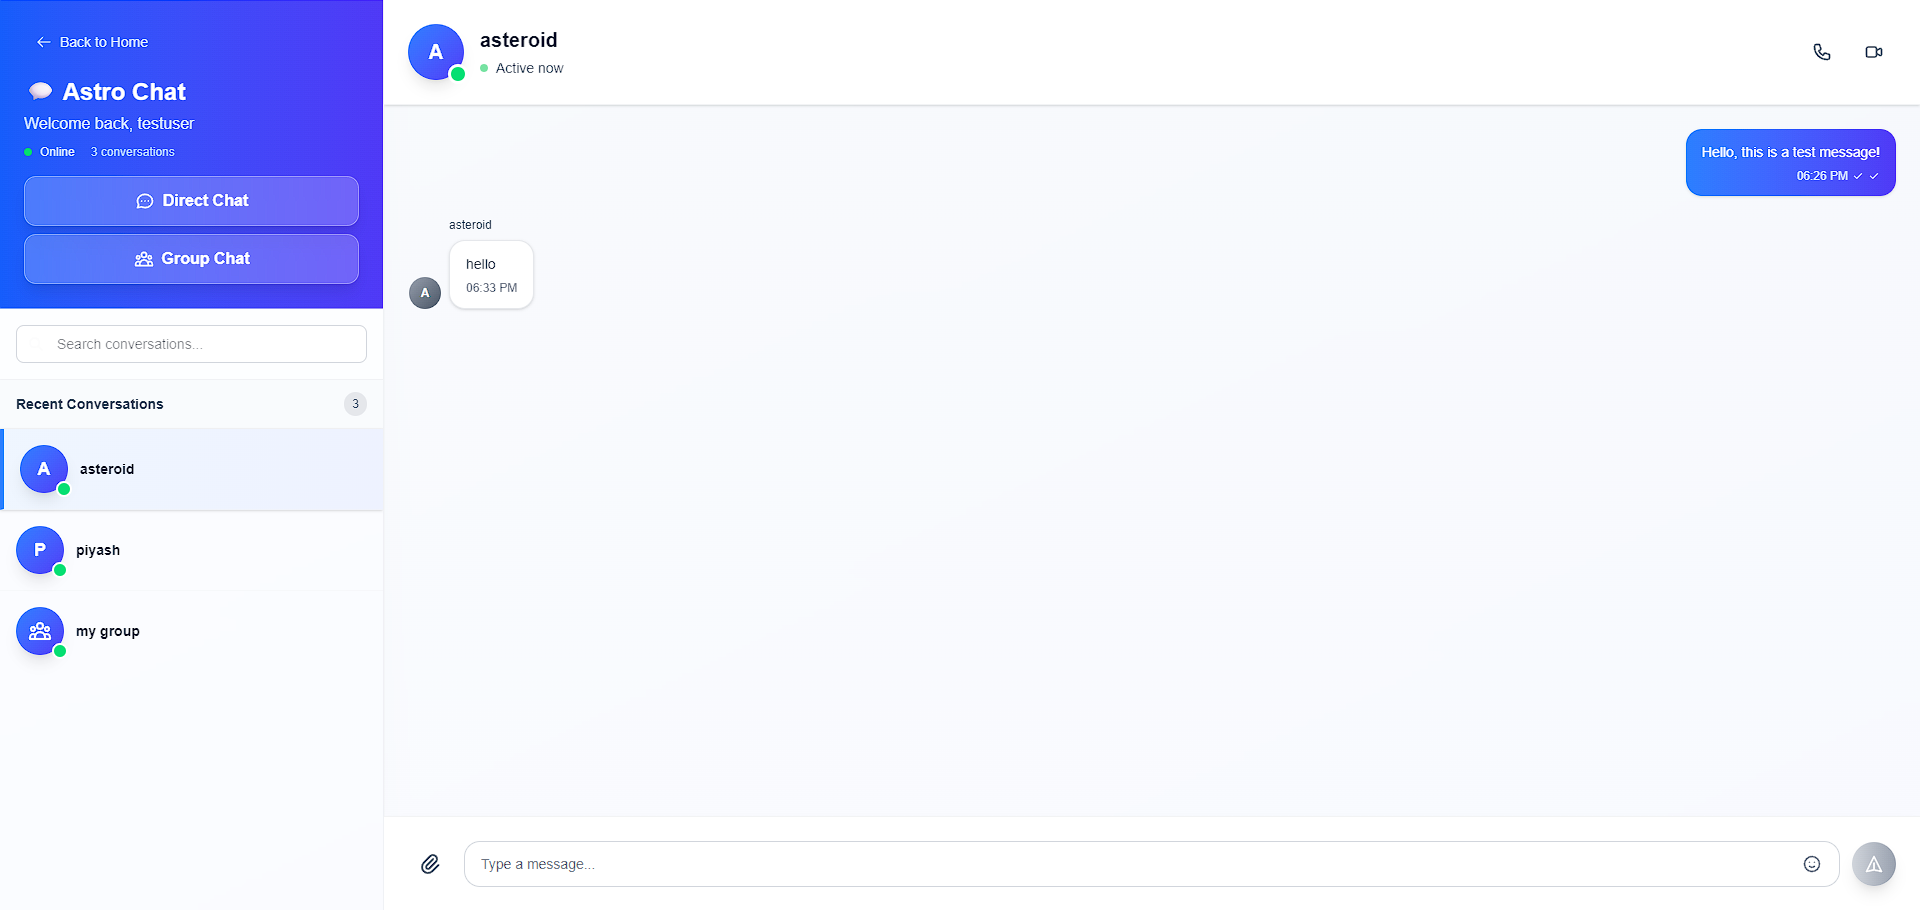 Back to Home
Astro Chat
Welcome back, testuser
Online 3 conversations
Direct Chat
Group Chat
Search conversations...
Recent Conversations 3
A asteroid
P piyash
my group
A asteroid
Active now
Hello, this is a test message!
06:26 PM
asteroid
hello
06:33 PM
A
Type a message...